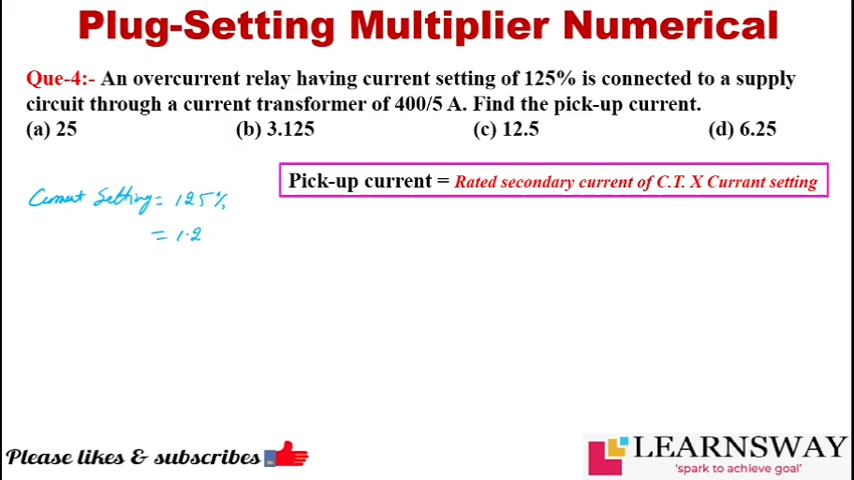 Plug-Setting Multiplier Numerical
Que-4:- An overcurrent relay having current setting of 125% is connected to a supply
circuit through a current transformer of 400/5 A. Find the pick-up current.
(a) 25 (b) 3.125 (c) 12.5 (d) 6.25
Pick-up current = Rated secondary current of C.T. X Currant setting
Current Setting = 125%
= 1.2
Please likes & subscribes
LEARNSWAY
'spark to achieve goal'